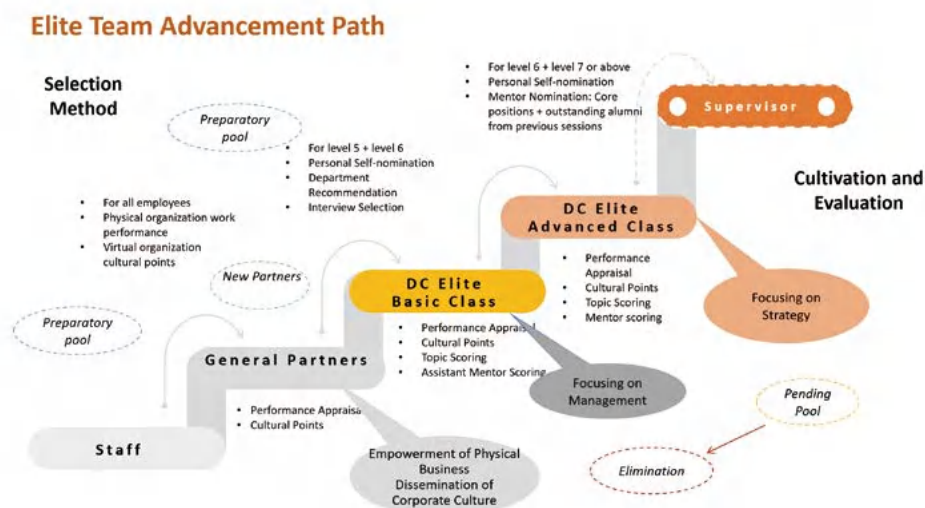 Elite Team Advancement Path
Selection
Method
Preparatory
pool
• For level 5 + level 6
• Personal Self-nomination
• Department
Recommendation
• Interview Selection
• For level 6 + level 7 or above
• Personal Self-nomination
• Mentor Nomination: Core
positions + outstanding alumni
from previous sessions
Supervisor
Cultivation and
Evaluation
• For all employees
• Physical organization work
performance
• Virtual organization
cultural points
New Partners
Preparatory
pool
DC Elite
Advanced Class
• Performance
Appraisal
• Cultural Points
• Topic Scoring
• Mentor scoring
Focusing on
Strategy
DC Elite
Basic Class
• Performance Appraisal
• Cultural Points
• Topic Scoring
• Assistant Mentor Scoring
Focusing on
Management
General Partners
• Performance Appraisa
• Cultural Points
Staff
Empowerment of Physical
Business
Dissemination of
Corporate Culture
Pending
Pool
Elimination